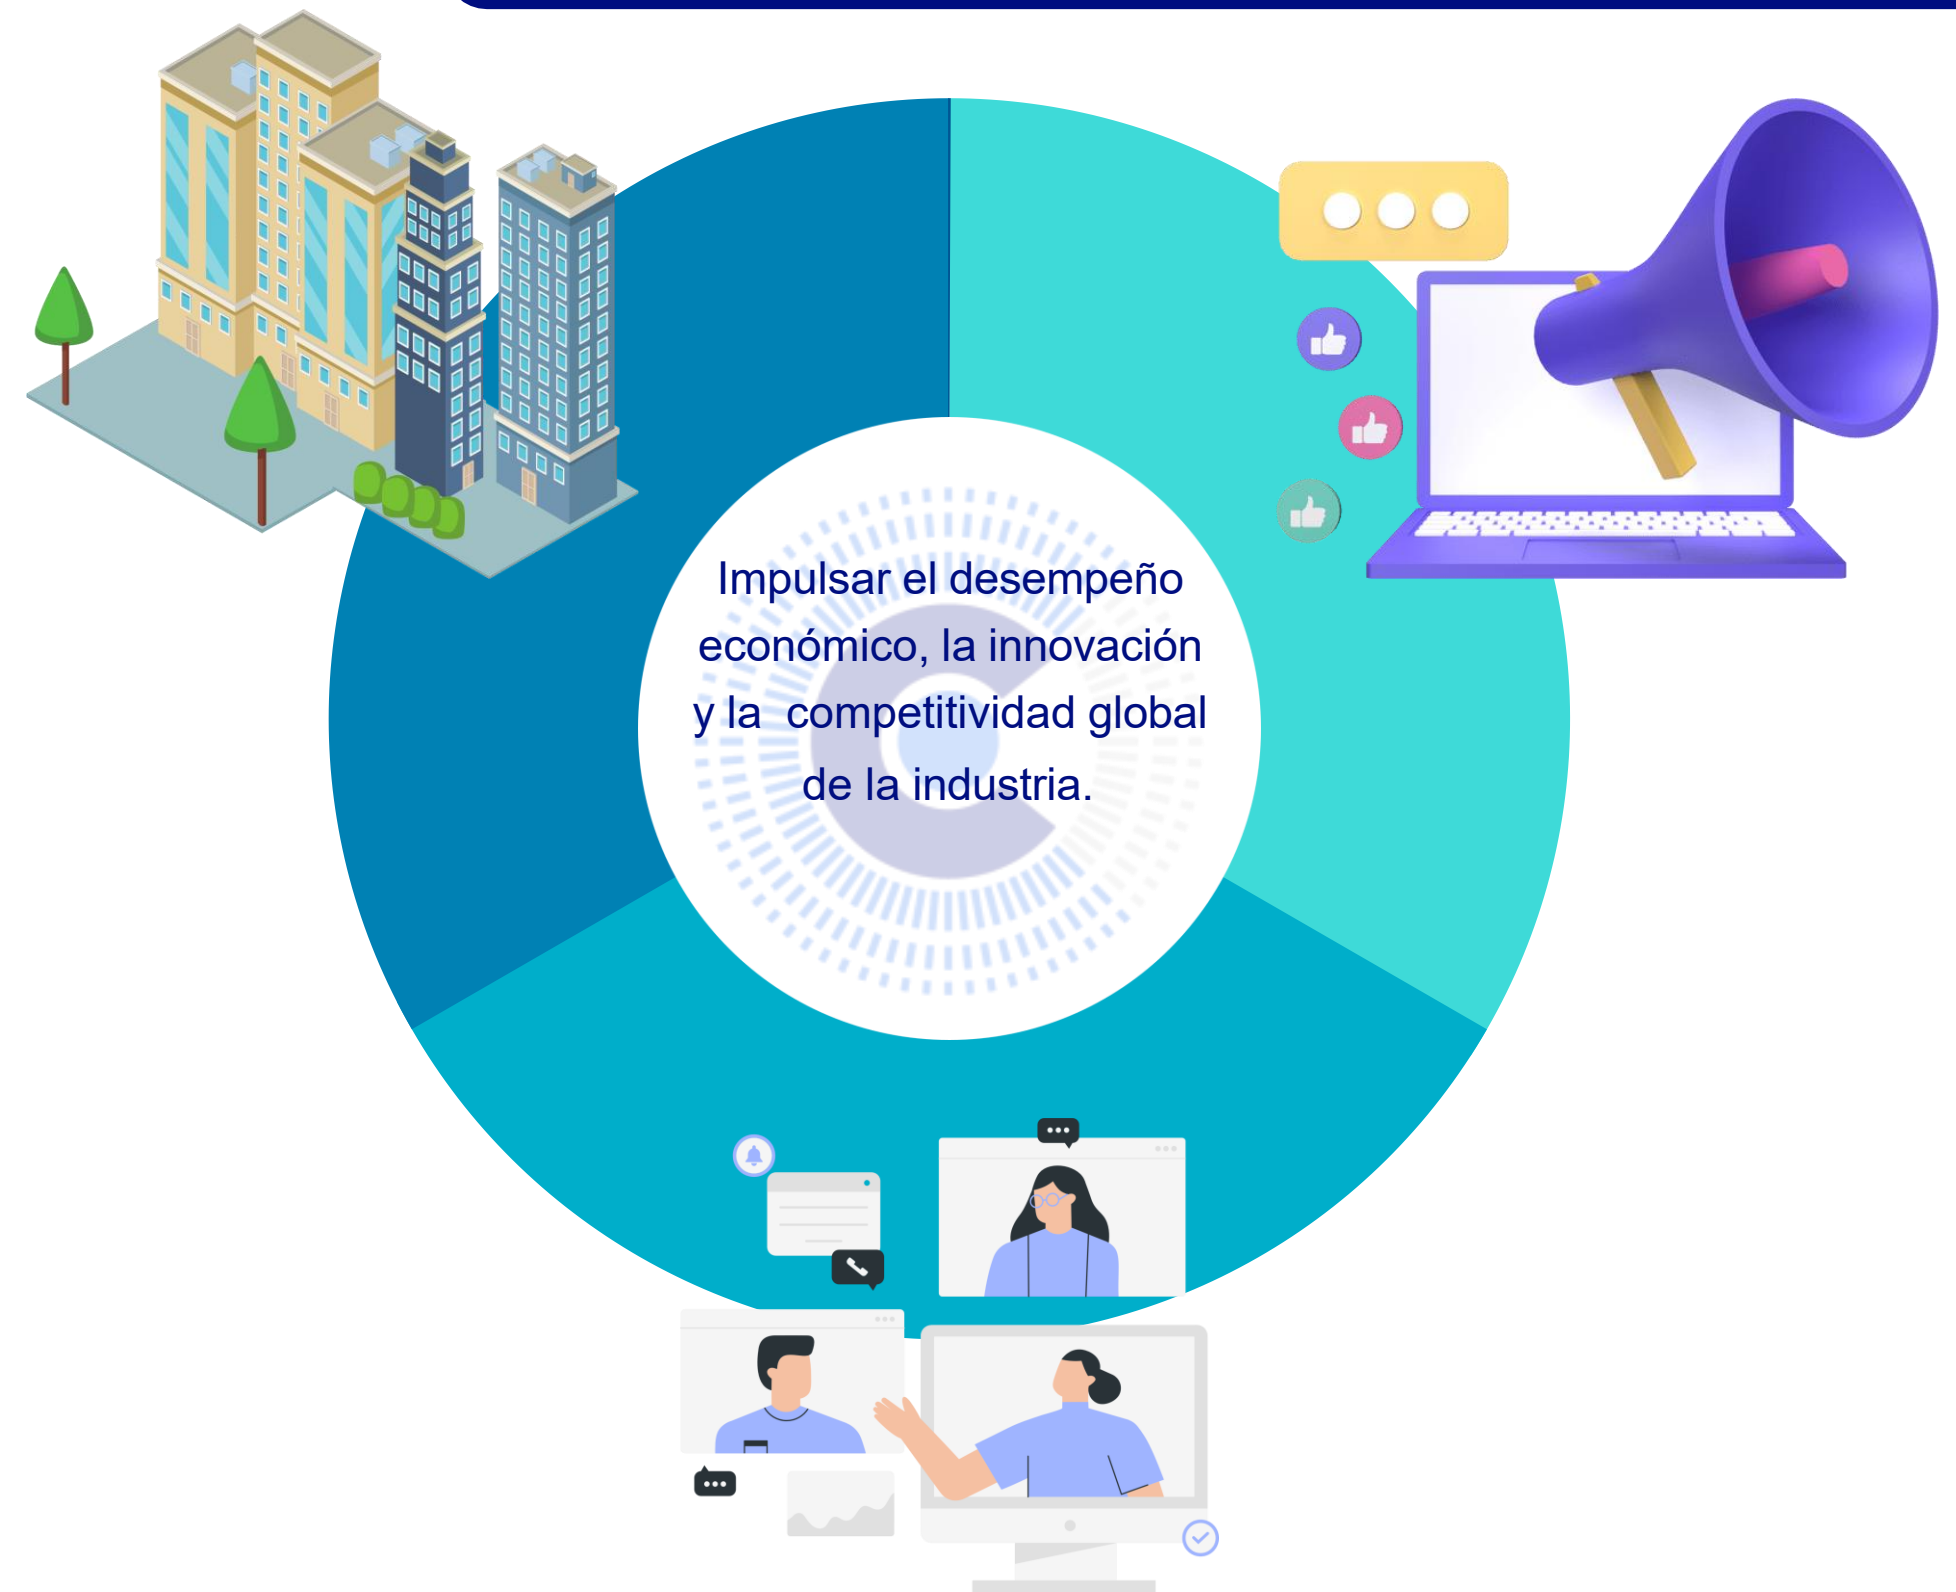 Impulsar el desempeño
económico, la innovación
y la  competitividad global
de la industria.